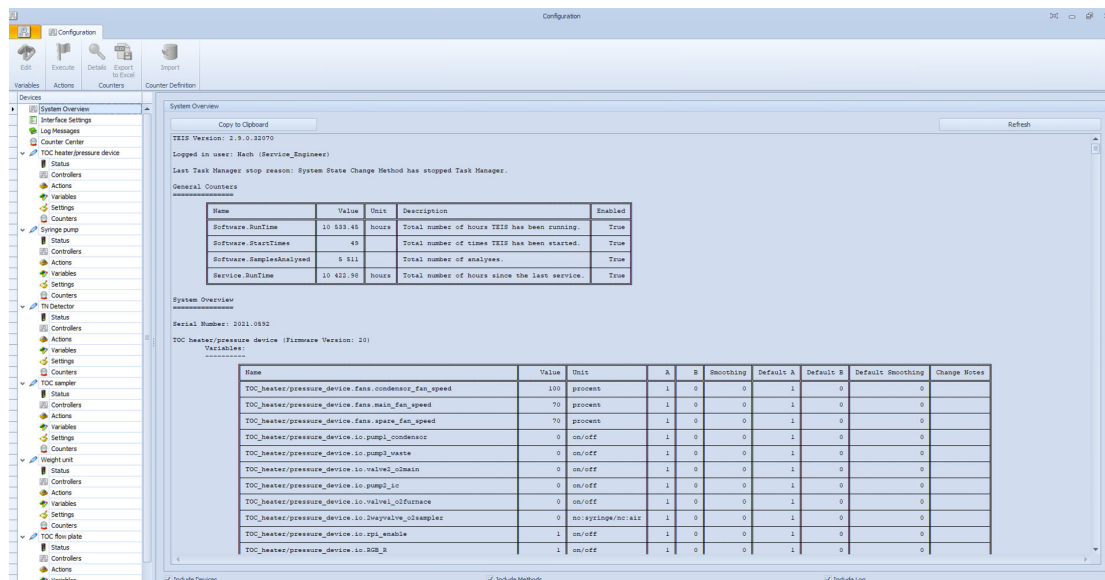 Configuration
Configuration
Edit
Execute
Details
Export to Excel
Import
Variables
Actions
Counters
Counter Definition
Devices
System Overview
Interface Settings
Log Messages
Counter Center
TOC heater/pressure device
Status
Controllers
Actions
Variables
Settings
Counters
Syringe pump
Status
Controllers
Actions
Variables
Settings
Counters
TN Detector
Status
Controllers
Actions
Variables
Settings
Counters
TOC sampler
Status
Controllers
Actions
Variables
Settings
Counters
Weight unit
Status
Controllers
Actions
Variables
Settings
Counters
TOC flow plate
Status
Controllers
Actions
Variables
System Overview
Copy to Clipboard
Refresh
TEIS Version: 2.9.0.32070
Logged in user: Hach (Service_Engineer)
Last Task Manager stop reason: System State Change Method has stopped Task Manager.
General Counters
===============
Name Value Unit Description Enabled
Software.RunTime 10 533.45 hours Total number of hours TEIS has been running. True
Software.StartTimes 49 Total number of times TEIS has been started. True
Software.SamplesAnalysed 5 511 Total number of analyses. True
Service.RunTime 10 422.98 hours Total number of hours since the last service. True
System Overview
===============
Serial Number: 2021.0592
TOC heater/pressure device (Firmware Version: 20)
Variables:
----------
Name Value Unit A B Smoothing Default A Default B Default Smoothing Change Notes
TOC_heater/pressure_device.fans.condensor_fan_speed 100 procent 1 0 0 1 0 0
TOC_heater/pressure_device.fans.main_fan_speed 70 procent 1 0 0 1 0 0
TOC_heater/pressure_device.fans.spare_fan_speed 70 procent 1 0 0 1 0 0
TOC_heater/pressure_device.io.pump1_condensor 0 on/off 1 0 0 1 0 0
TOC_heater/pressure_device.io.pump3_waste 0 on/off 1 0 0 1 0 0
TOC_heater/pressure_device.io.valve2_o2main 0 on/off 1 0 0 1 0 0
TOC_heater/pressure_device.io.pump2_ic 0 on/off 1 0 0 1 0 0
TOC_heater/pressure_device.io.valve1_o2furnace 0 on/off 1 0 0 1 0 0
TOC_heater/pressure_device.io.2wayvalve_o2sampler 0 no:syringe/nc:air 1 0 0 1 0 0
TOC_heater/pressure_device.io.rpi_enable 1 on/off 1 0 0 1 0 0
TOC_heater/pressure_device.io.RGB_R 1 on/off 1 0 0 1 0 0
Include Devices
Include Methods
Include Log